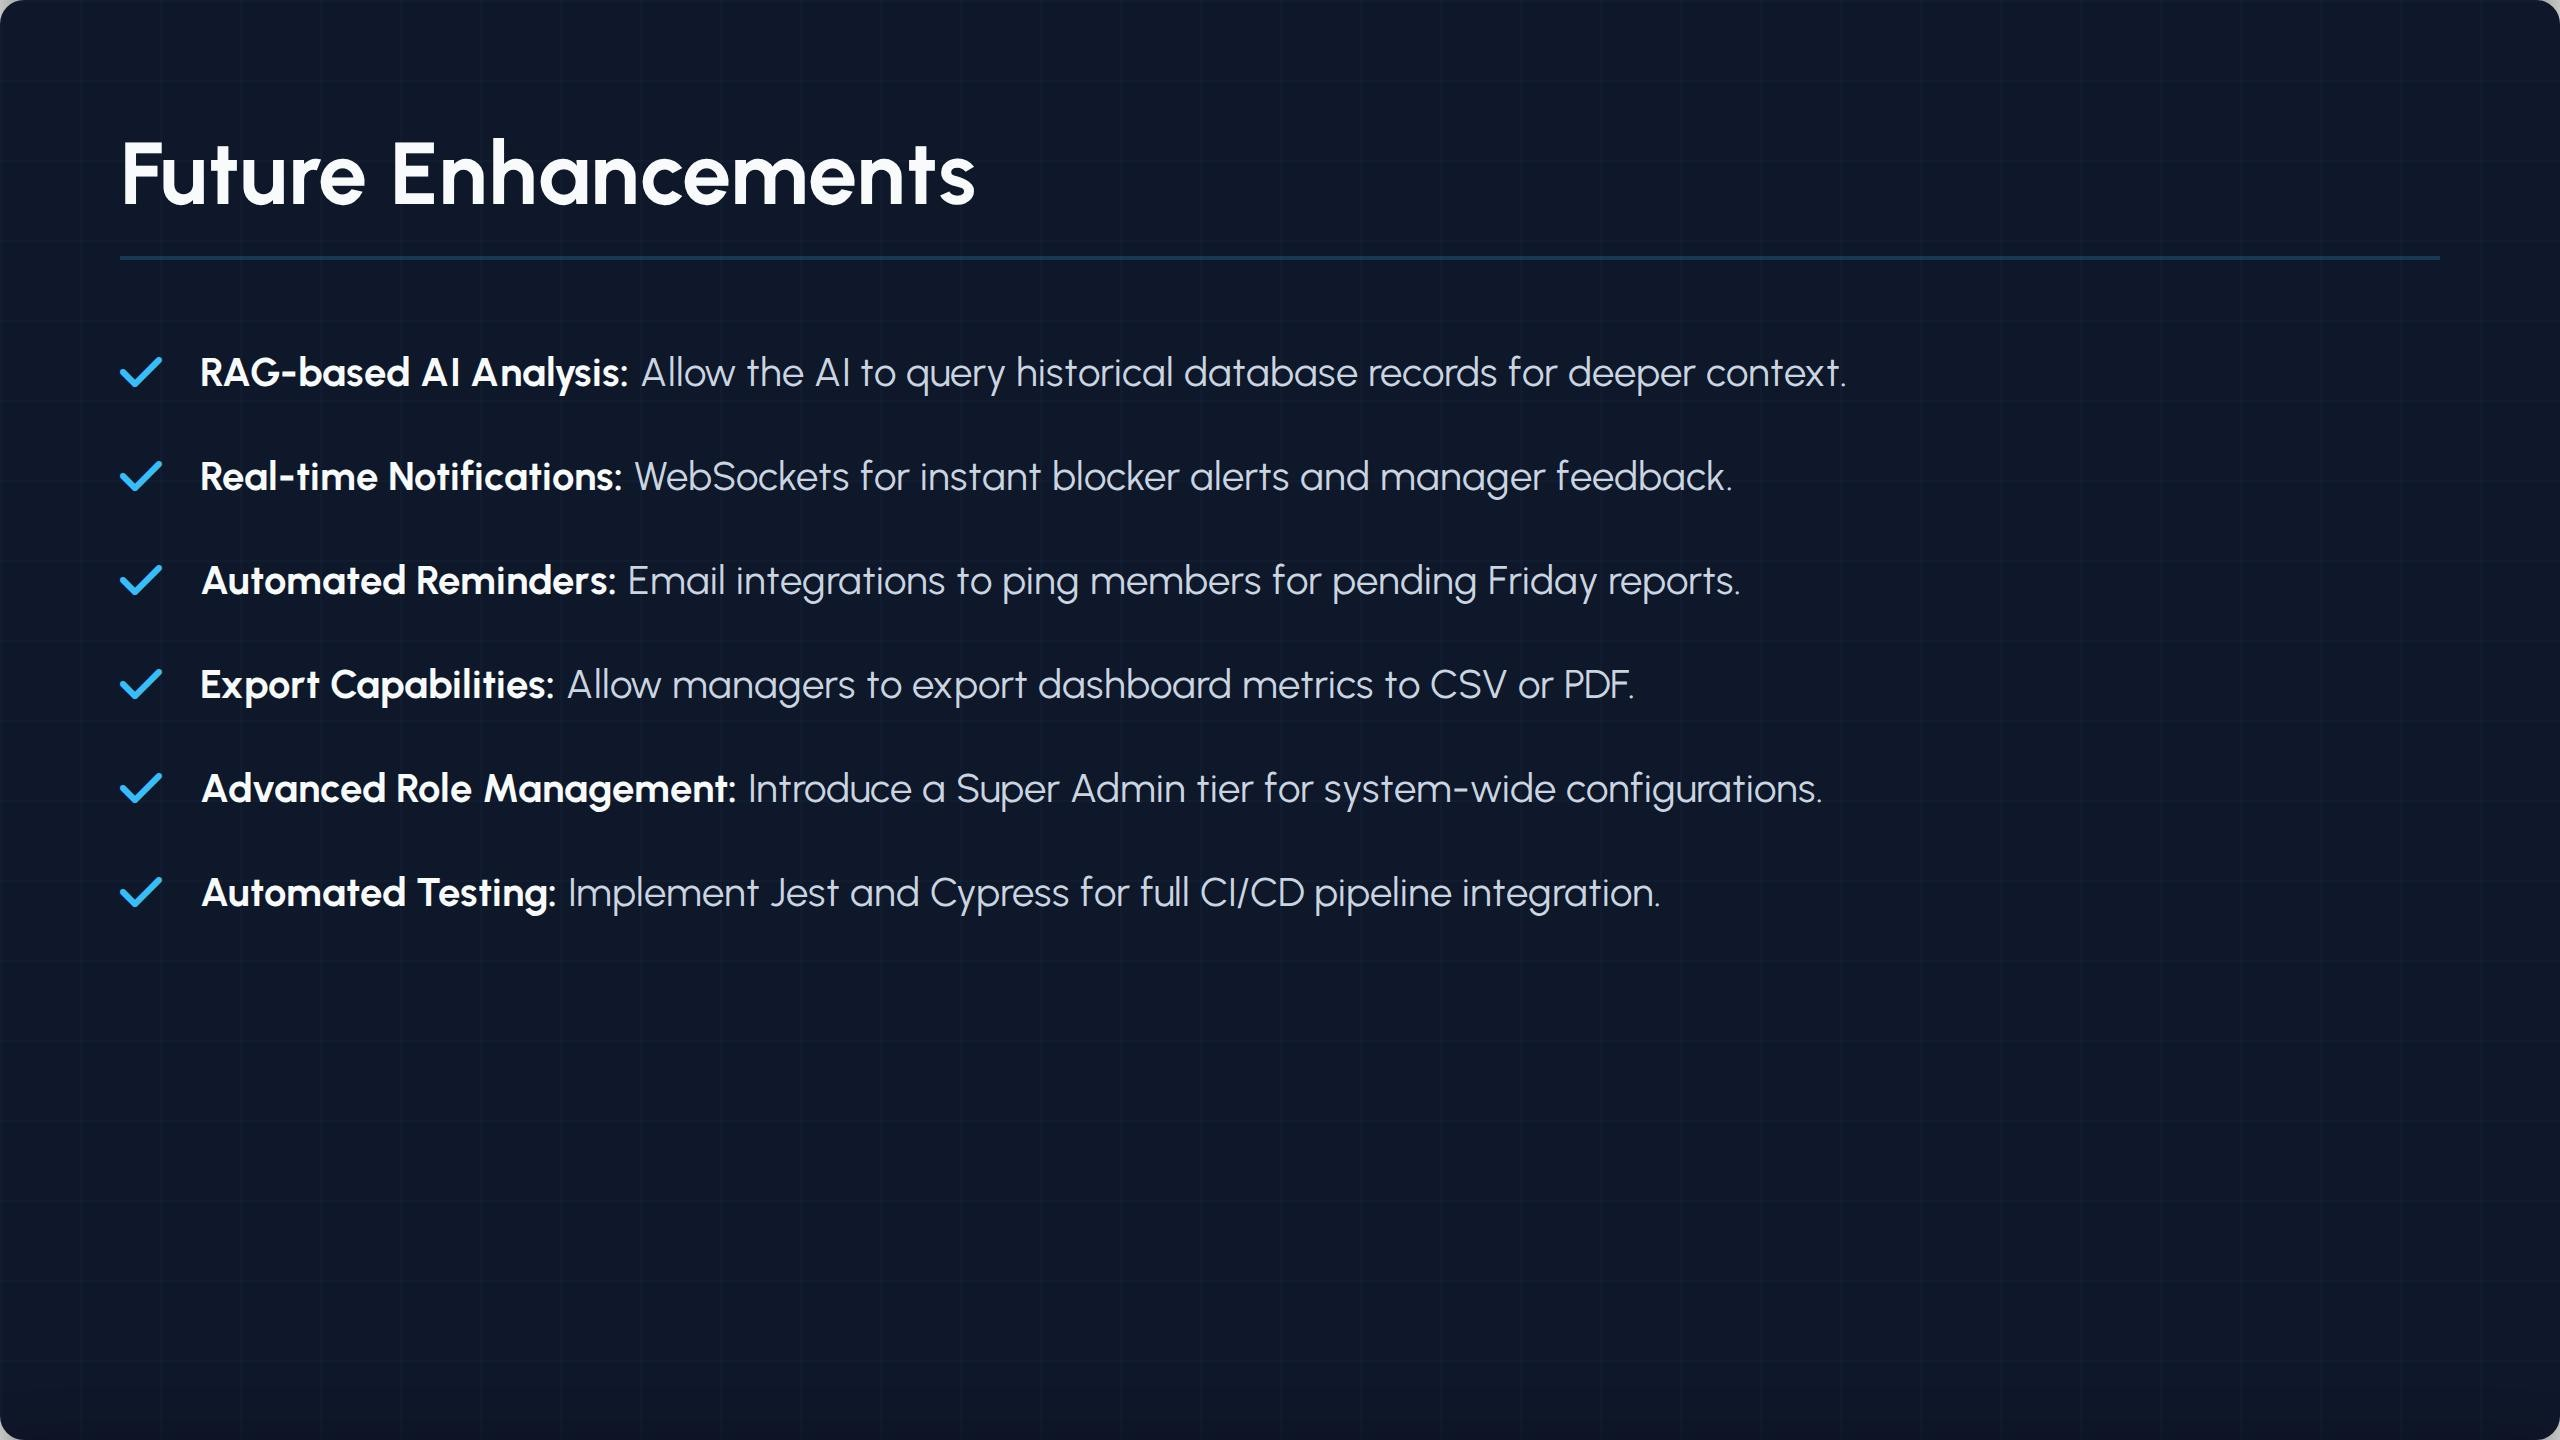 Future Enhancements
RAG-based AI Analysis: Allow the AI to query historical database records for deeper context.
Real-time Notifications: WebSockets for instant blocker alerts and manager feedback.
Automated Reminders: Email integrations to ping members for pending Friday reports.
Export Capabilities: Allow managers to export dashboard metrics to CSV or PDF.
Advanced Role Management: Introduce a Super Admin tier for system-wide configurations.
Automated Testing: Implement Jest and Cypress for full CI/CD pipeline integration.